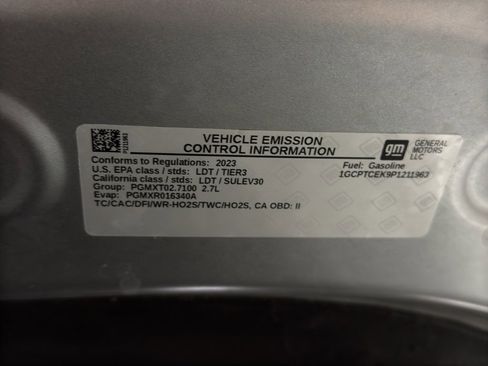 VEHICLE EMISSION
CONTROL INFORMATION
gm
GENERAL
MOTORS
LLC
Conforms to Regulations: 2023
U.S. EPA class / stds: LDT / TIER3
California class / stds: LDT / SULEV30
Group: PGMXT02.7100 2.7L
Evap: PGMXR016340A
TC/CAC/DFI/WR-HO2S/TWC/HO2S, CA OBD: II
Fuel: Gasoline
1GCPTCEK9P1211963